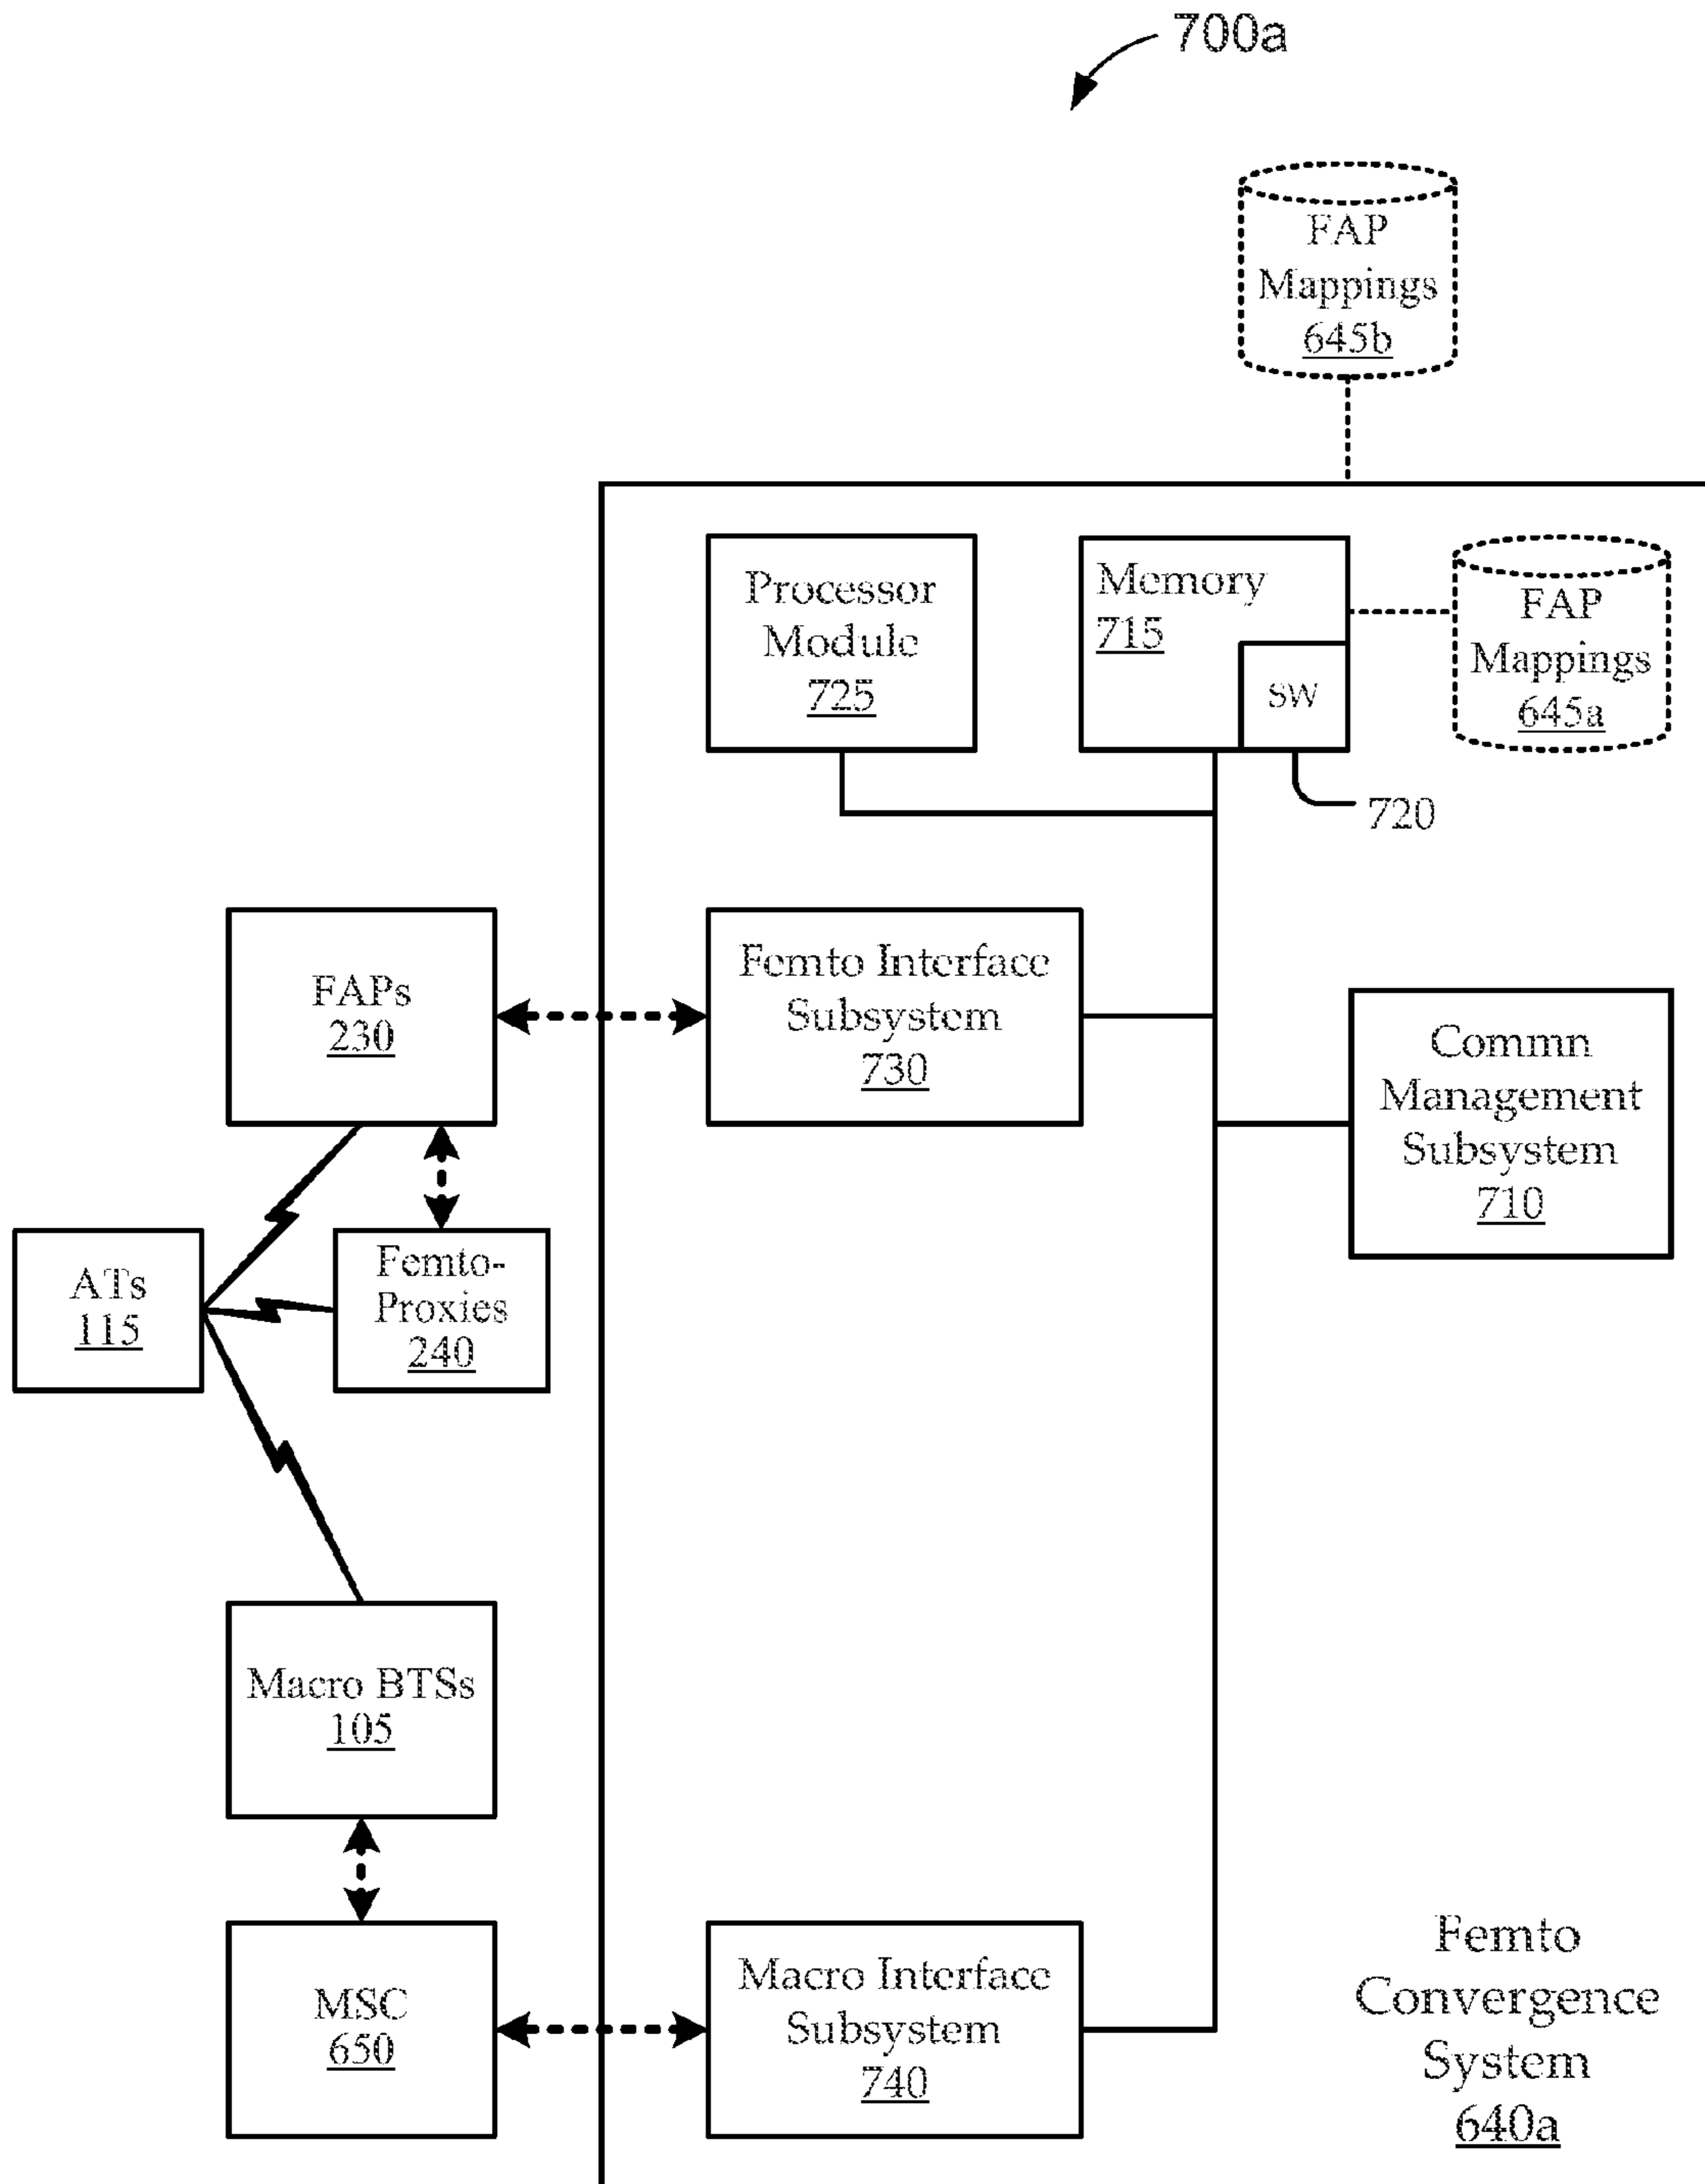 700a
FAP
Mappings
645b
Processor
Module
725
Memory
715
SW
720
FAP
Mappings
645a
FAPs
230
Femto Interface
Subsystem
730
Commn
Management
Subsystem
710
ATs
115
Femto-
Proxies
240
Macro BTSs
105
MSC
650
Macro Interface
Subsystem
740
Femto
Convergence
System
640a